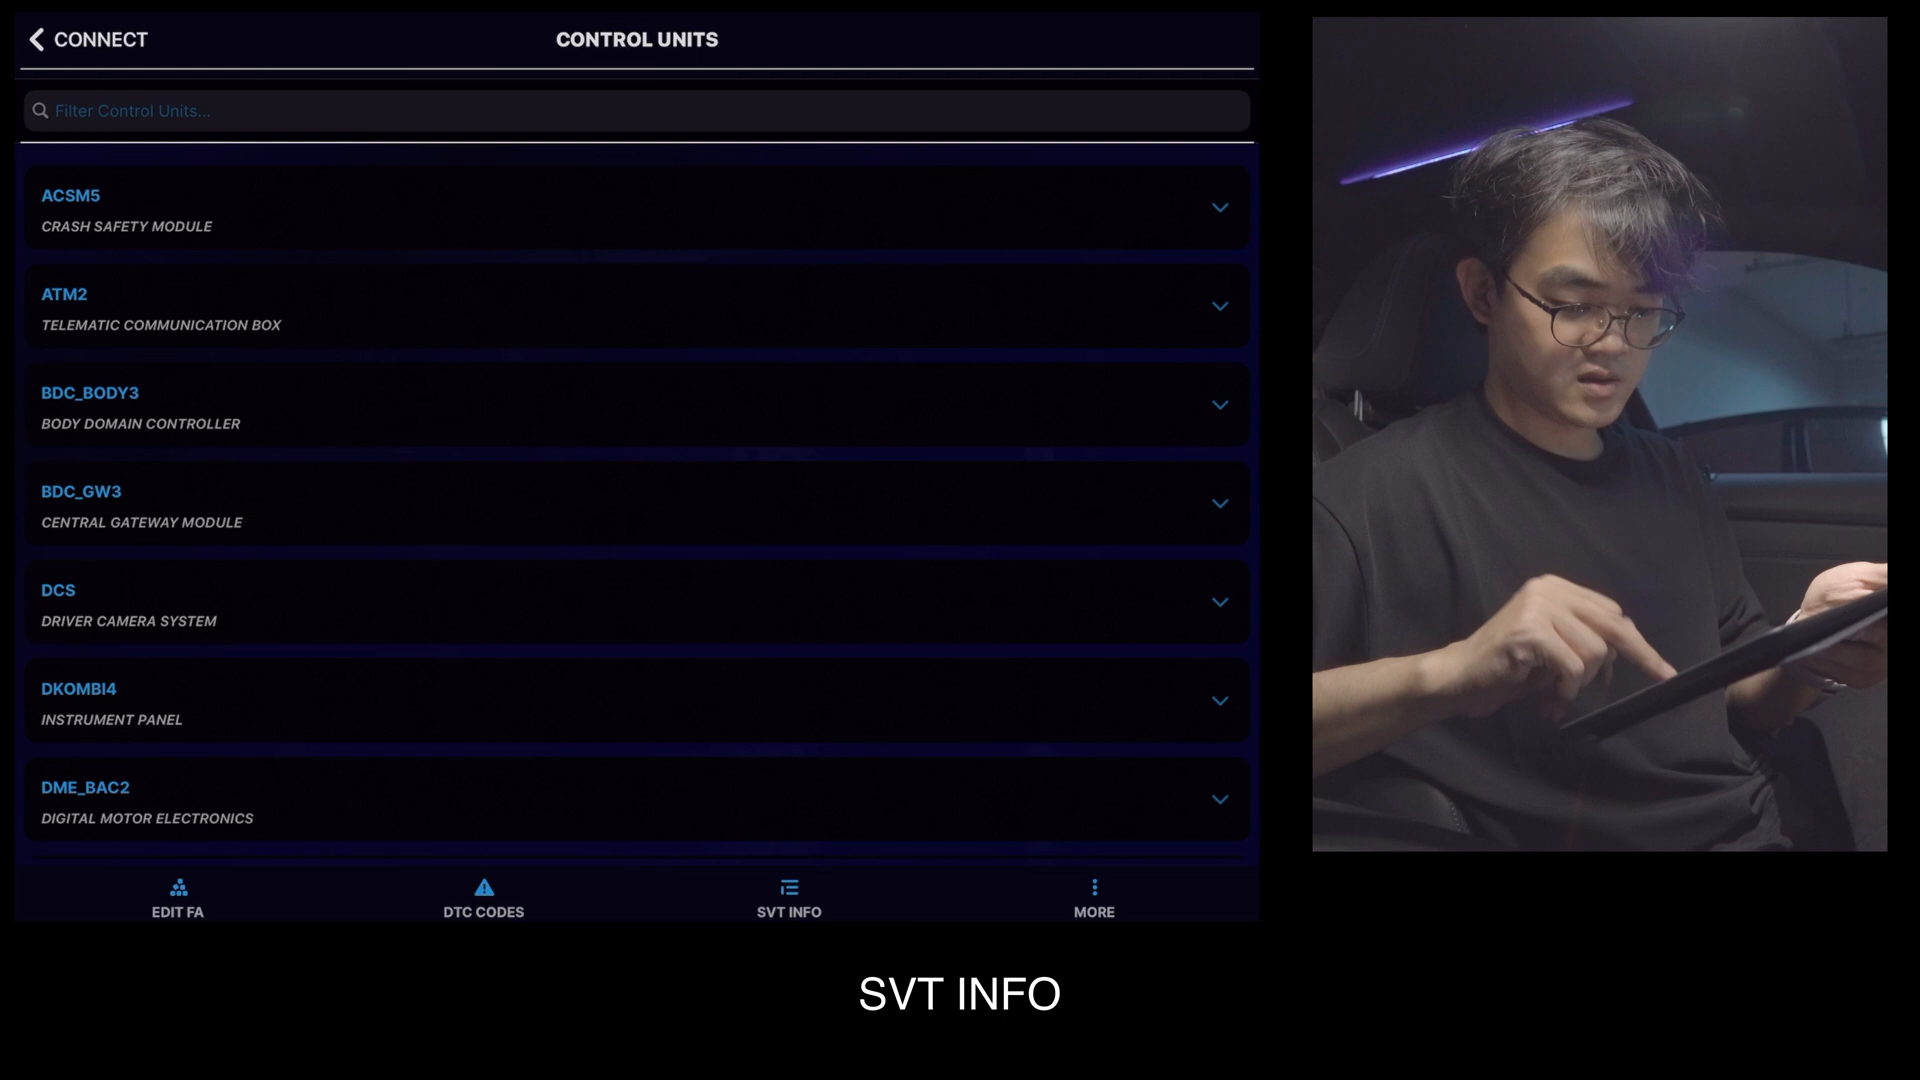 CONNECT
CONTROL UNITS
Filter Control Units...
ACSM5
CRASH SAFETY MODULE
ATM2
TELEMATIC COMMUNICATION BOX
BDC_BODY3
BODY DOMAIN CONTROLLER
BDC_GW3
CENTRAL GATEWAY MODULE
DCS
DRIVER CAMERA SYSTEM
DKOMBI4
INSTRUMENT PANEL
DME_BAC2
DIGITAL MOTOR ELECTRONICS
EDIT FA
DTC CODES
SVT INFO
MORE
SVT INFO